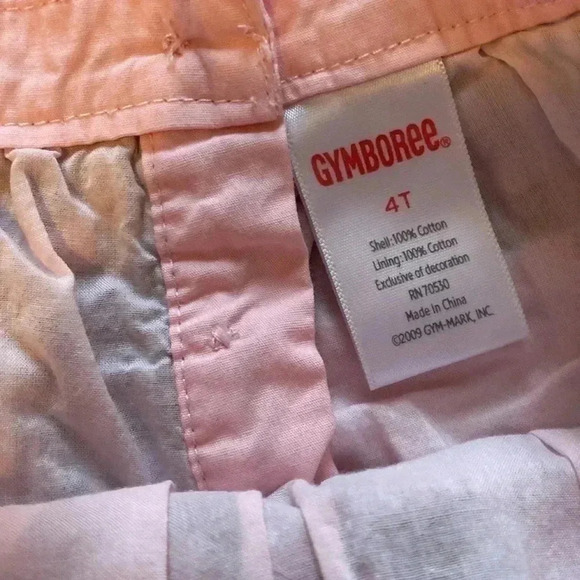 GYMBOREE®
4T
Shell:100% Cotton
Lining:100% Cotton
Exclusive of decoration
RN 70530
Made In China
©2009 GYM-MARK, INC.